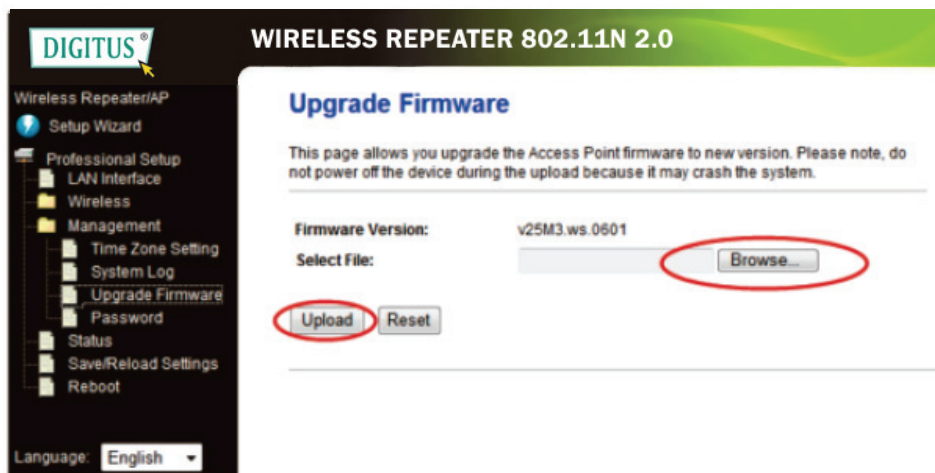 DIGITUS®
WIRELESS REPEATER 802.11N 2.0
Wireless Repeater/AP
Setup Wizard
Professional Setup
LAN Interface
Wireless
Management
Time Zone Setting
System Log
Upgrade Firmware
Password
Status
Save/Reload Settings
Reboot
Language: English
Upgrade Firmware
This page allows you upgrade the Access Point firmware to new version. Please note, do
not power off the device during the upload because it may crash the system.
Firmware Version: v25M3.ws.0601
Select File: Browse...
Upload Reset